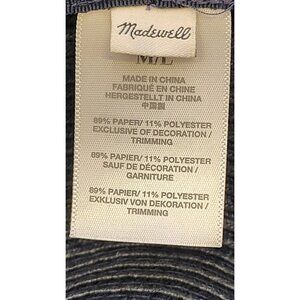 Madewell
M/L
MADE IN CHINA
FABRIQUÉ EN CHINE
HERGESTELLT IN CHINA
中国製
89% PAPER/ 11% POLYESTER
EXCLUSIVE OF DECORATION /
TRIMMING
89% PAPIER/ 11% POLYESTER
SAUF DE DÉCORATION /
GARNITURE
89% PAPIER/ 11% POLYESTER
EXKLUSIV VON DEKORATION /
TRIMMING